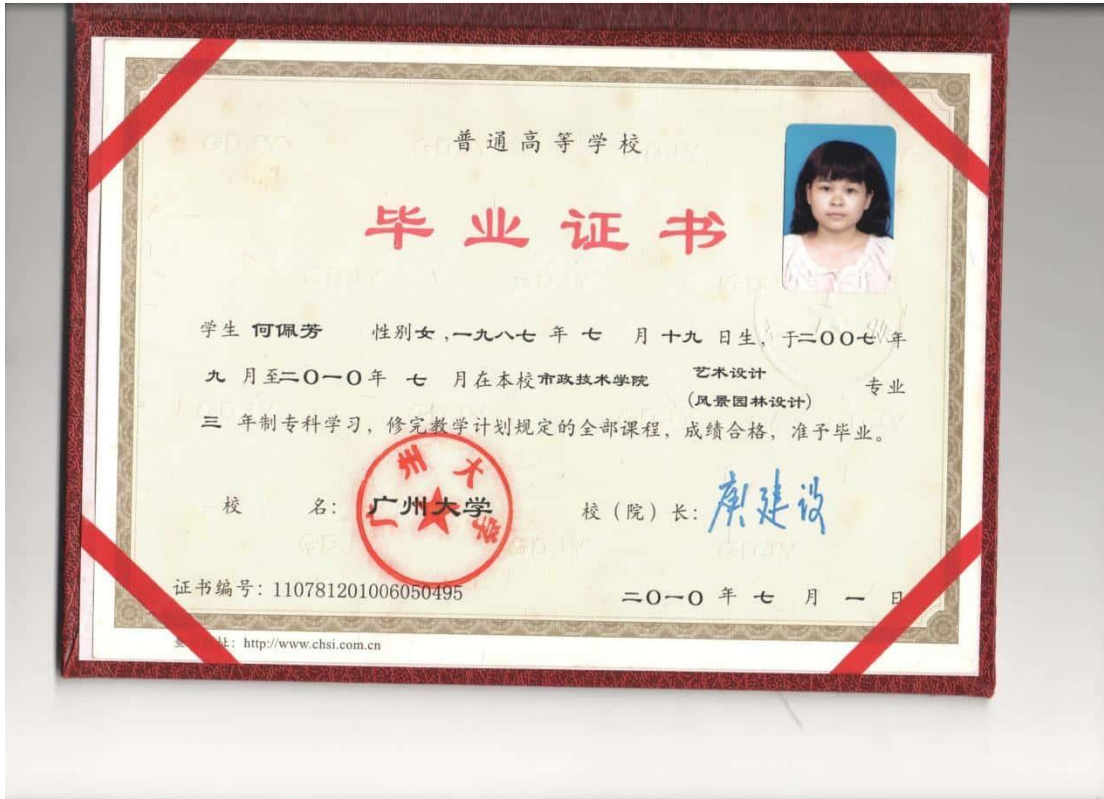 普通高等学校
毕业证书
学生 何佩芳 性别女,一九八七 年 七 月 十九 日生, 于二00七年
九 月至二0一0年 七 月在本校市政技术学院 艺术设计 (风景园林设计) 专业
三 年制专科学习, 修完教学计划规定的全部课程, 成绩合格, 准予毕业。
校 名: 广州大学 校（院）长: 庾建设
广州大学
证书编号: 110781201006050495 二0一0 年 七 月 一 日
址: http://www.chsi.com.cn